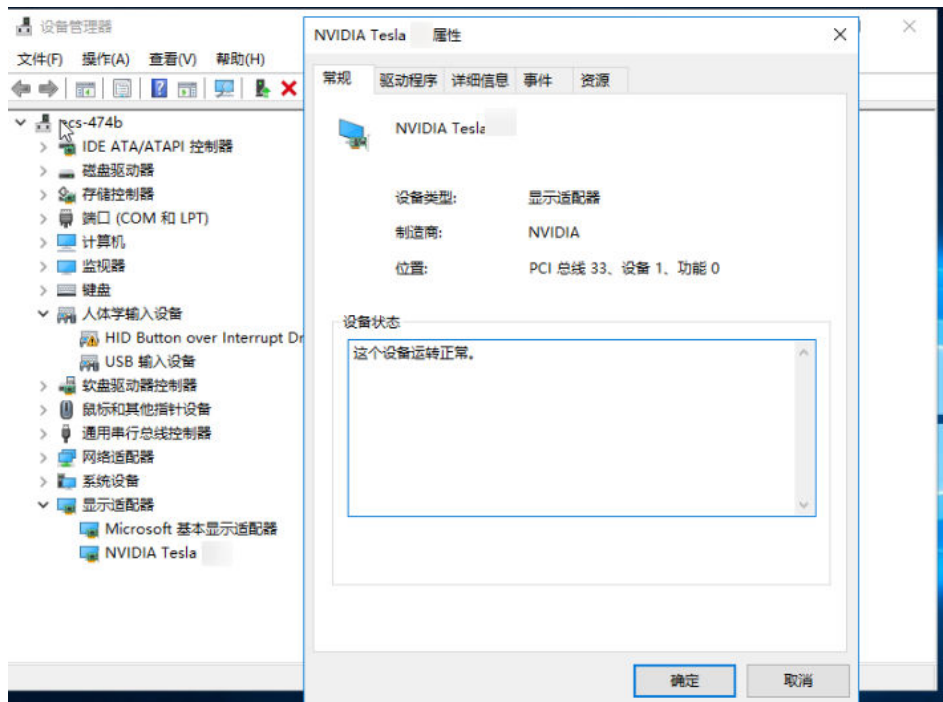 设备管理器
文件(F) 操作(A) 查看(V) 帮助(H)
ecs-474b
IDE ATA/ATAPI 控制器
磁盘驱动器
存储控制器
端口 (COM 和 LPT)
计算机
监视器
键盘
人体学输入设备
HID Button over Interrupt Dr
USB 输入设备
软盘驱动器控制器
鼠标和其他指针设备
通用串行总线控制器
网络适配器
系统设备
显示适配器
Microsoft 基本显示适配器
NVIDIA Tesla
NVIDIA Tesla 属性
常规 驱动程序 详细信息 事件 资源
NVIDIA Tesla
设备类型: 显示适配器
制造商: NVIDIA
位置: PCI 总线 33、设备 1、功能 0
设备状态
这个设备运转正常。
确定 取消